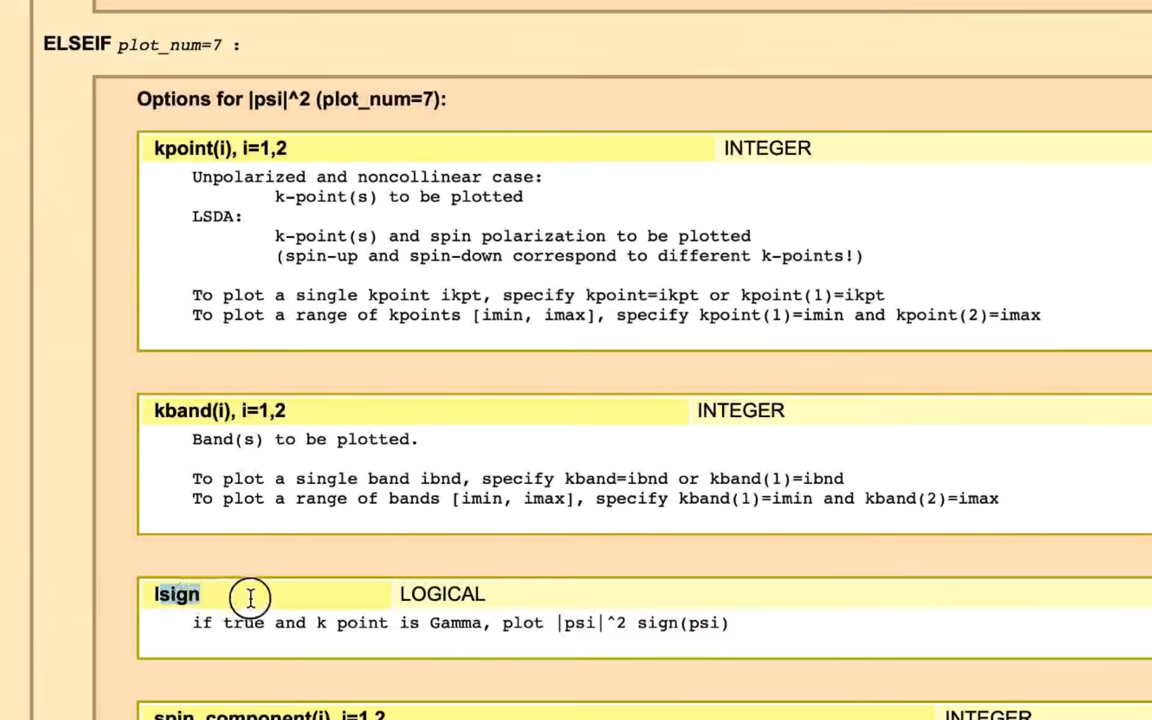 ELSEIF plot_num=7 :
Options for |psi|^2 (plot_num=7):
kpoint(i), i=1,2 INTEGER
Unpolarized and noncollinear case:
k-point(s) to be plotted
LSDA:
k-point(s) and spin polarization to be plotted
(spin-up and spin-down correspond to different k-points!)
To plot a single kpoint ikpt, specify kpoint=ikpt or kpoint(1)=ikpt
To plot a range of kpoints [imin, imax], specify kpoint(1)=imin and kpoint(2)=imax
kband(i), i=1,2 INTEGER
Band(s) to be plotted.
To plot a single band ibnd, specify kband=ibnd or kband(1)=ibnd
To plot a range of bands [imin, imax], specify kband(1)=imin and kband(2)=imax
lsign LOGICAL
if true and k point is Gamma, plot |psi|^2 sign(psi)
spin_component(i), i=1,2 INTEGER